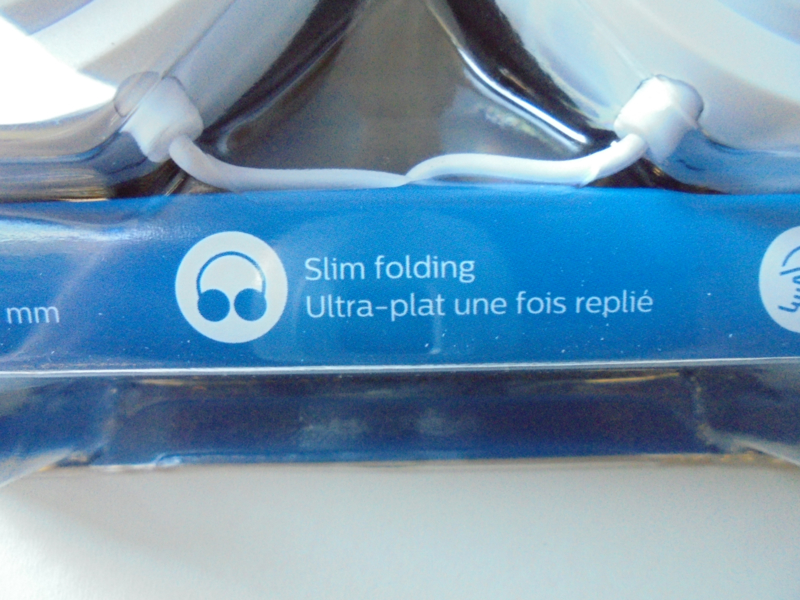 mm
Slim folding
Ultra-plat une fois replié